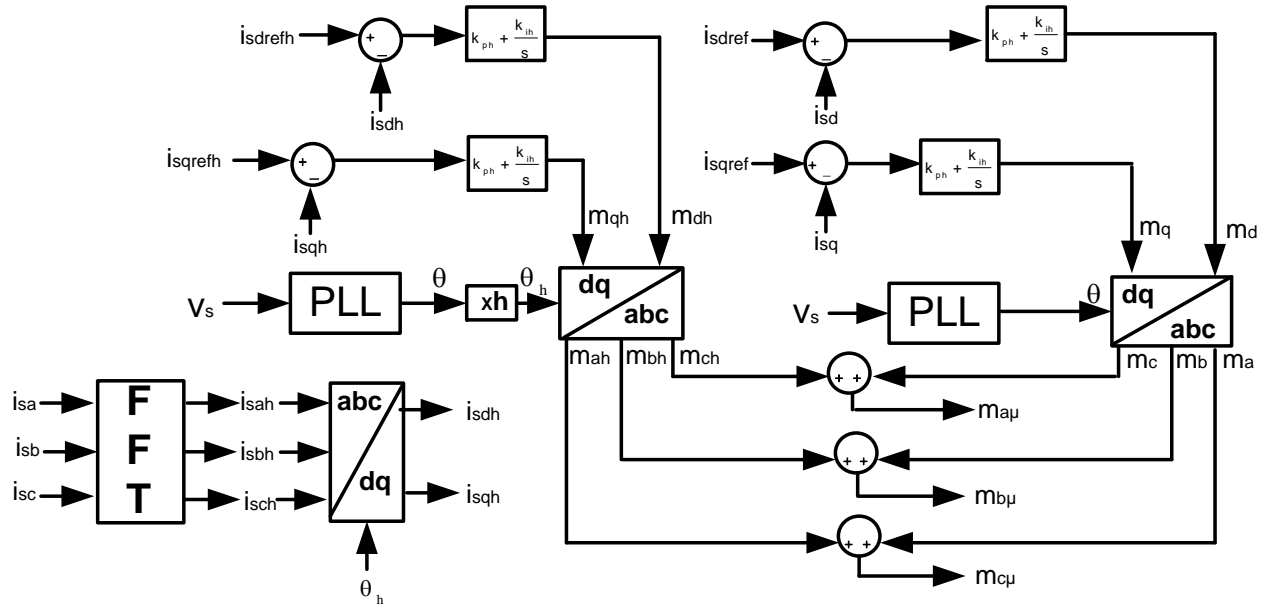 isdrefh
+
−
kph + kih/s
isdh
isqrefh
+
−
kph + kih/s
isqh
mqh
mdh
vs
PLL
θ
xh
θh
dq
abc
mah
mbh
mch
isdref
+
−
kph + kih/s
isd
isqref
+
−
kph + kih/s
isq
mq
md
vs
PLL
θ
dq
abc
mc
mb
ma
+ +
maμ
+ +
mbμ
+ +
mcμ
isa
isb
isc
F
F
T
isah
isbh
isch
abc
dq
isdh
isqh
θh